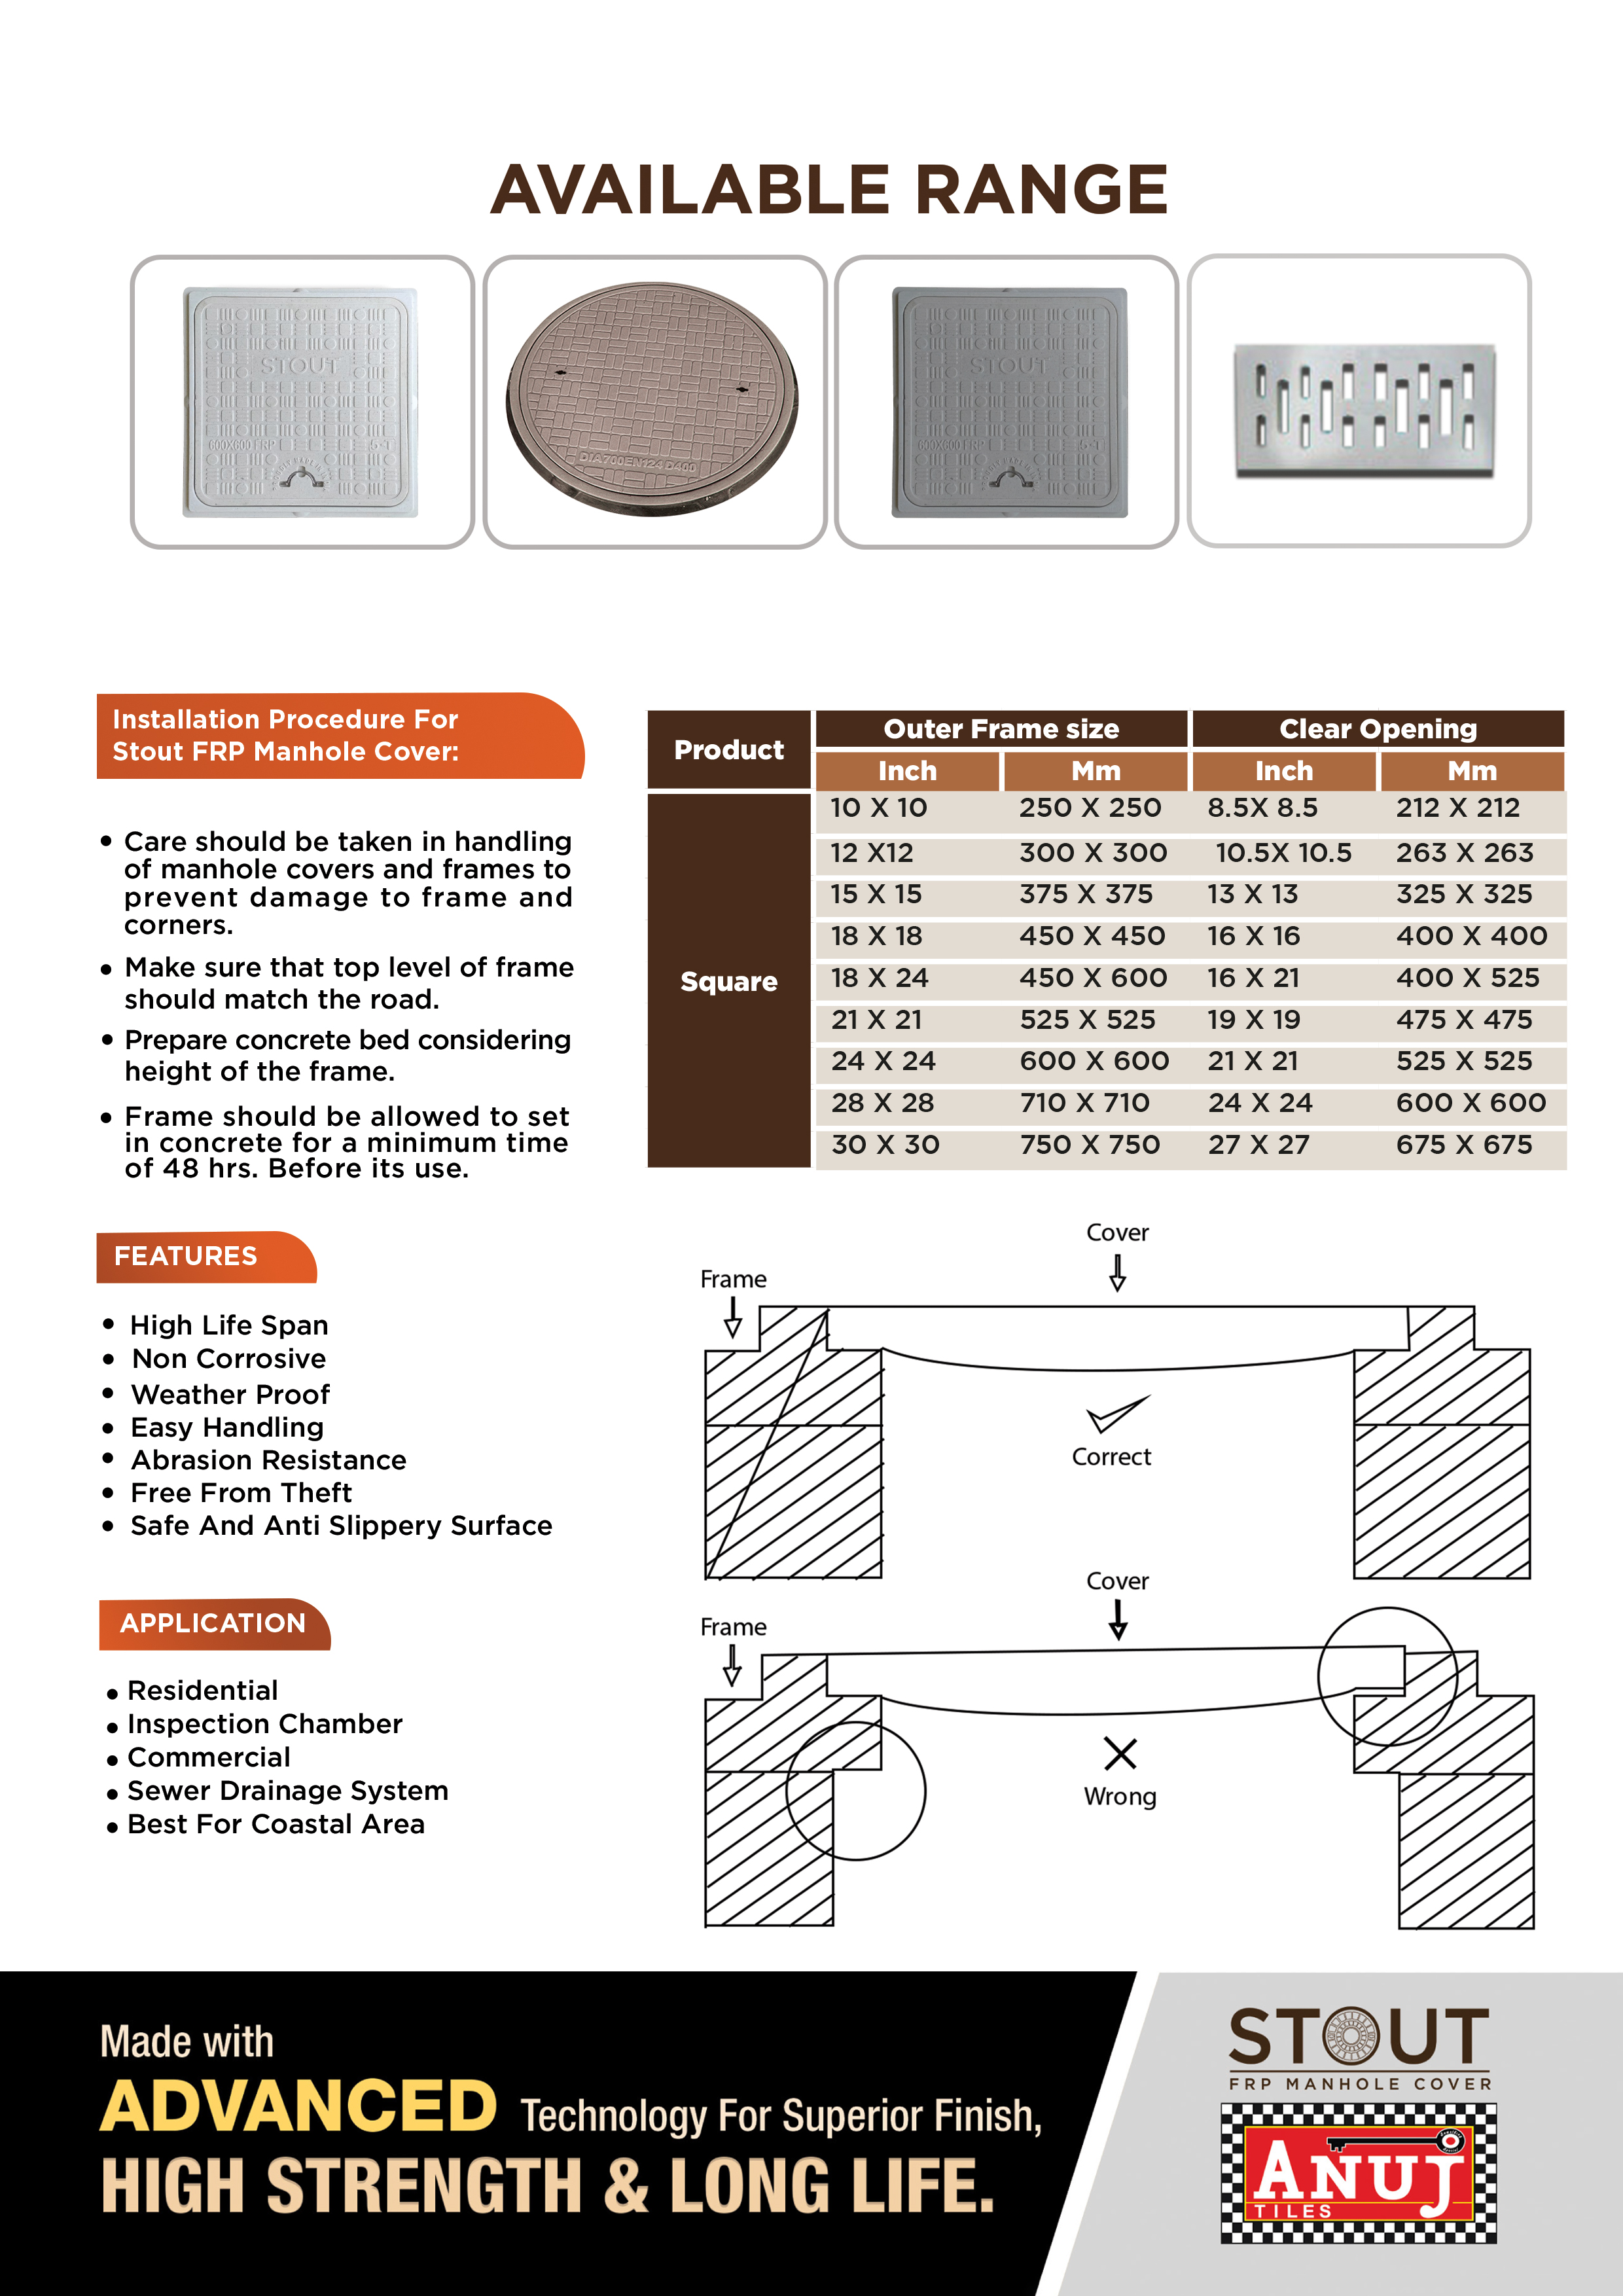 AVAILABLE RANGE
STOUT
600X600 FRP 5-T
DIA700EN124 D400
STOUT
600X600 FRP 5-T
Installation Procedure For
Stout FRP Manhole Cover:
• Care should be taken in handling
of manhole covers and frames to
prevent damage to frame and
corners.
• Make sure that top level of frame
should match the road.
• Prepare concrete bed considering
height of the frame.
• Frame should be allowed to set
in concrete for a minimum time
of 48 hrs. Before its use.
Product Outer Frame size Clear Opening
Inch Mm Inch Mm
Square
10 X 10 250 X 250 8.5X 8.5 212 X 212
12 X12 300 X 300 10.5X 10.5 263 X 263
15 X 15 375 X 375 13 X 13 325 X 325
18 X 18 450 X 450 16 X 16 400 X 400
18 X 24 450 X 600 16 X 21 400 X 525
21 X 21 525 X 525 19 X 19 475 X 475
24 X 24 600 X 600 21 X 21 525 X 525
28 X 28 710 X 710 24 X 24 600 X 600
30 X 30 750 X 750 27 X 27 675 X 675
FEATURES
• High Life Span
• Non Corrosive
• Weather Proof
• Easy Handling
• Abrasion Resistance
• Free From Theft
• Safe And Anti Slippery Surface
APPLICATION
• Residential
• Inspection Chamber
• Commercial
• Sewer Drainage System
• Best For Coastal Area
Cover
Frame
Correct
Cover
Frame
Wrong
Made with
ADVANCED Technology For Superior Finish,
HIGH STRENGTH & LONG LIFE.
STOUT
FRP MANHOLE COVER
ANUJ
TILES